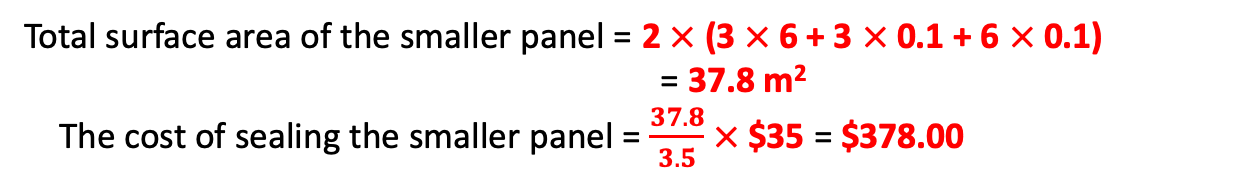 Total surface area of the smaller panel = 2 × (3 × 6 + 3 × 0.1 + 6 × 0.1)
= 37.8 m²
The cost of sealing the smaller panel = 37.8/3.5 × $35 = $378.00